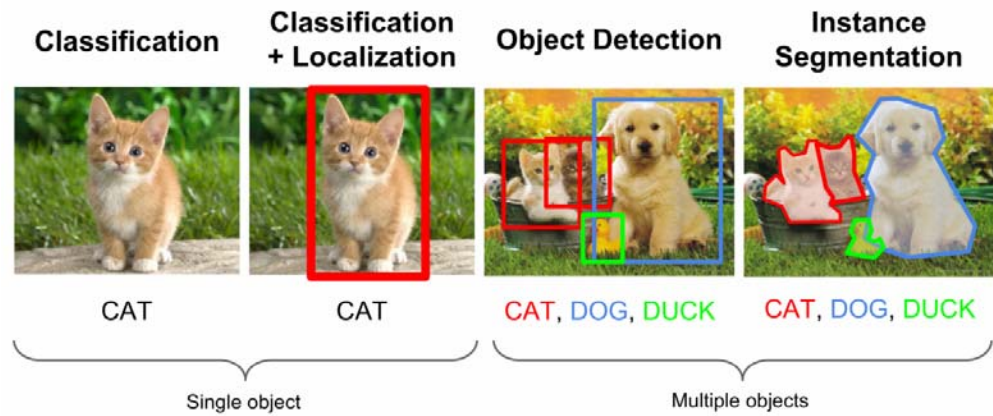 Classification
Classification
+ Localization
Object Detection
Instance
Segmentation
CAT
CAT
CAT, DOG, DUCK
CAT, DOG, DUCK
Single object
Multiple objects